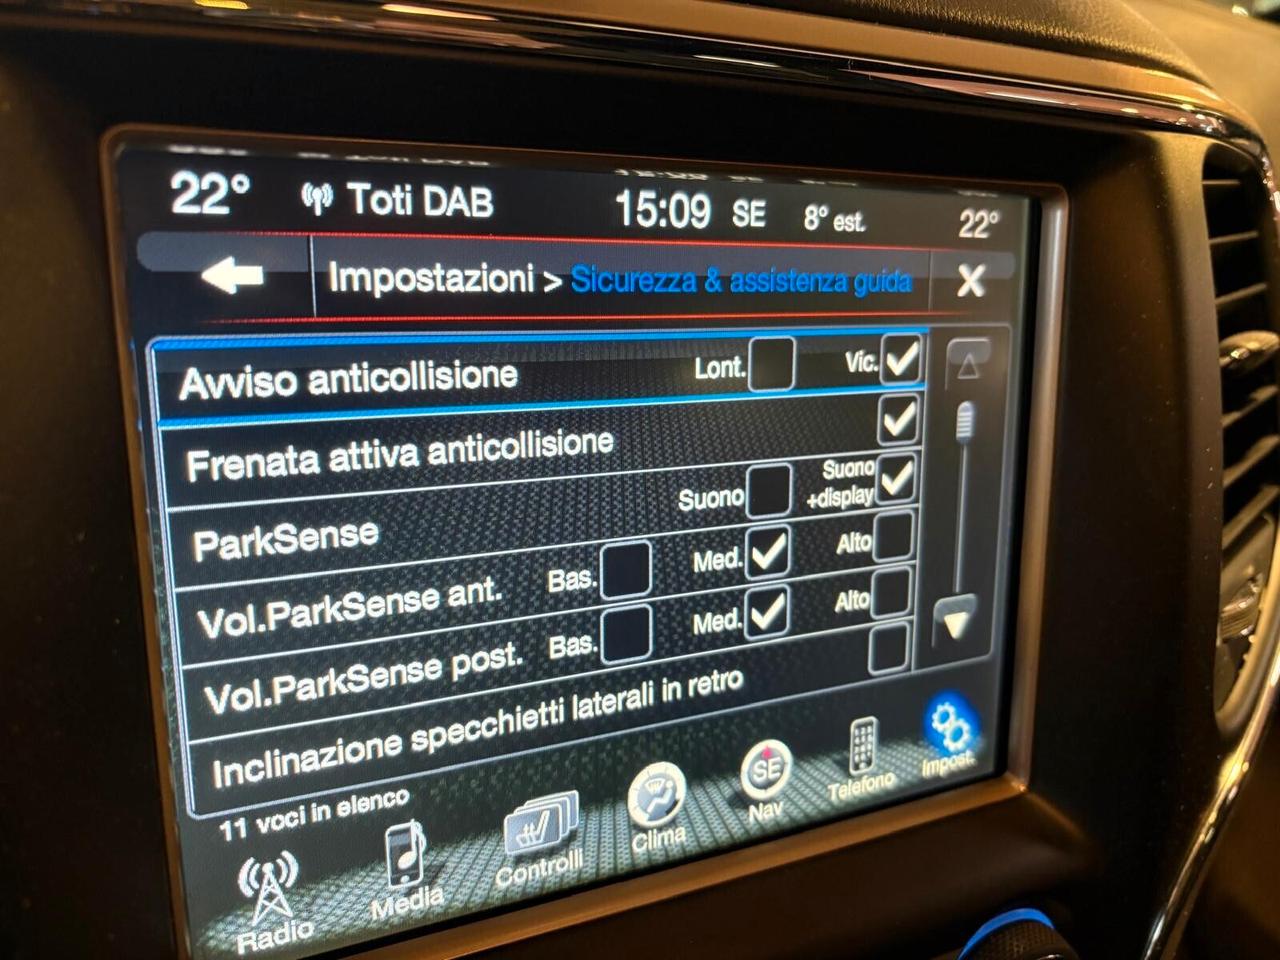 22° Toti DAB 15:09 SE 8° est. 22°
Impostazioni > Sicurezza & assistenza guida X
Avviso anticollisione Lont. Vic.
Frenata attiva anticollisione
ParkSense Suono Suono
+display
Vol.ParkSense ant. Bas. Med. Alto
Vol.ParkSense post. Bas. Med. Alto
Inclinazione specchietti laterali in retro
11 voci in elenco
SE
Radio Media Controlli Clima Nav Telefono Impost.